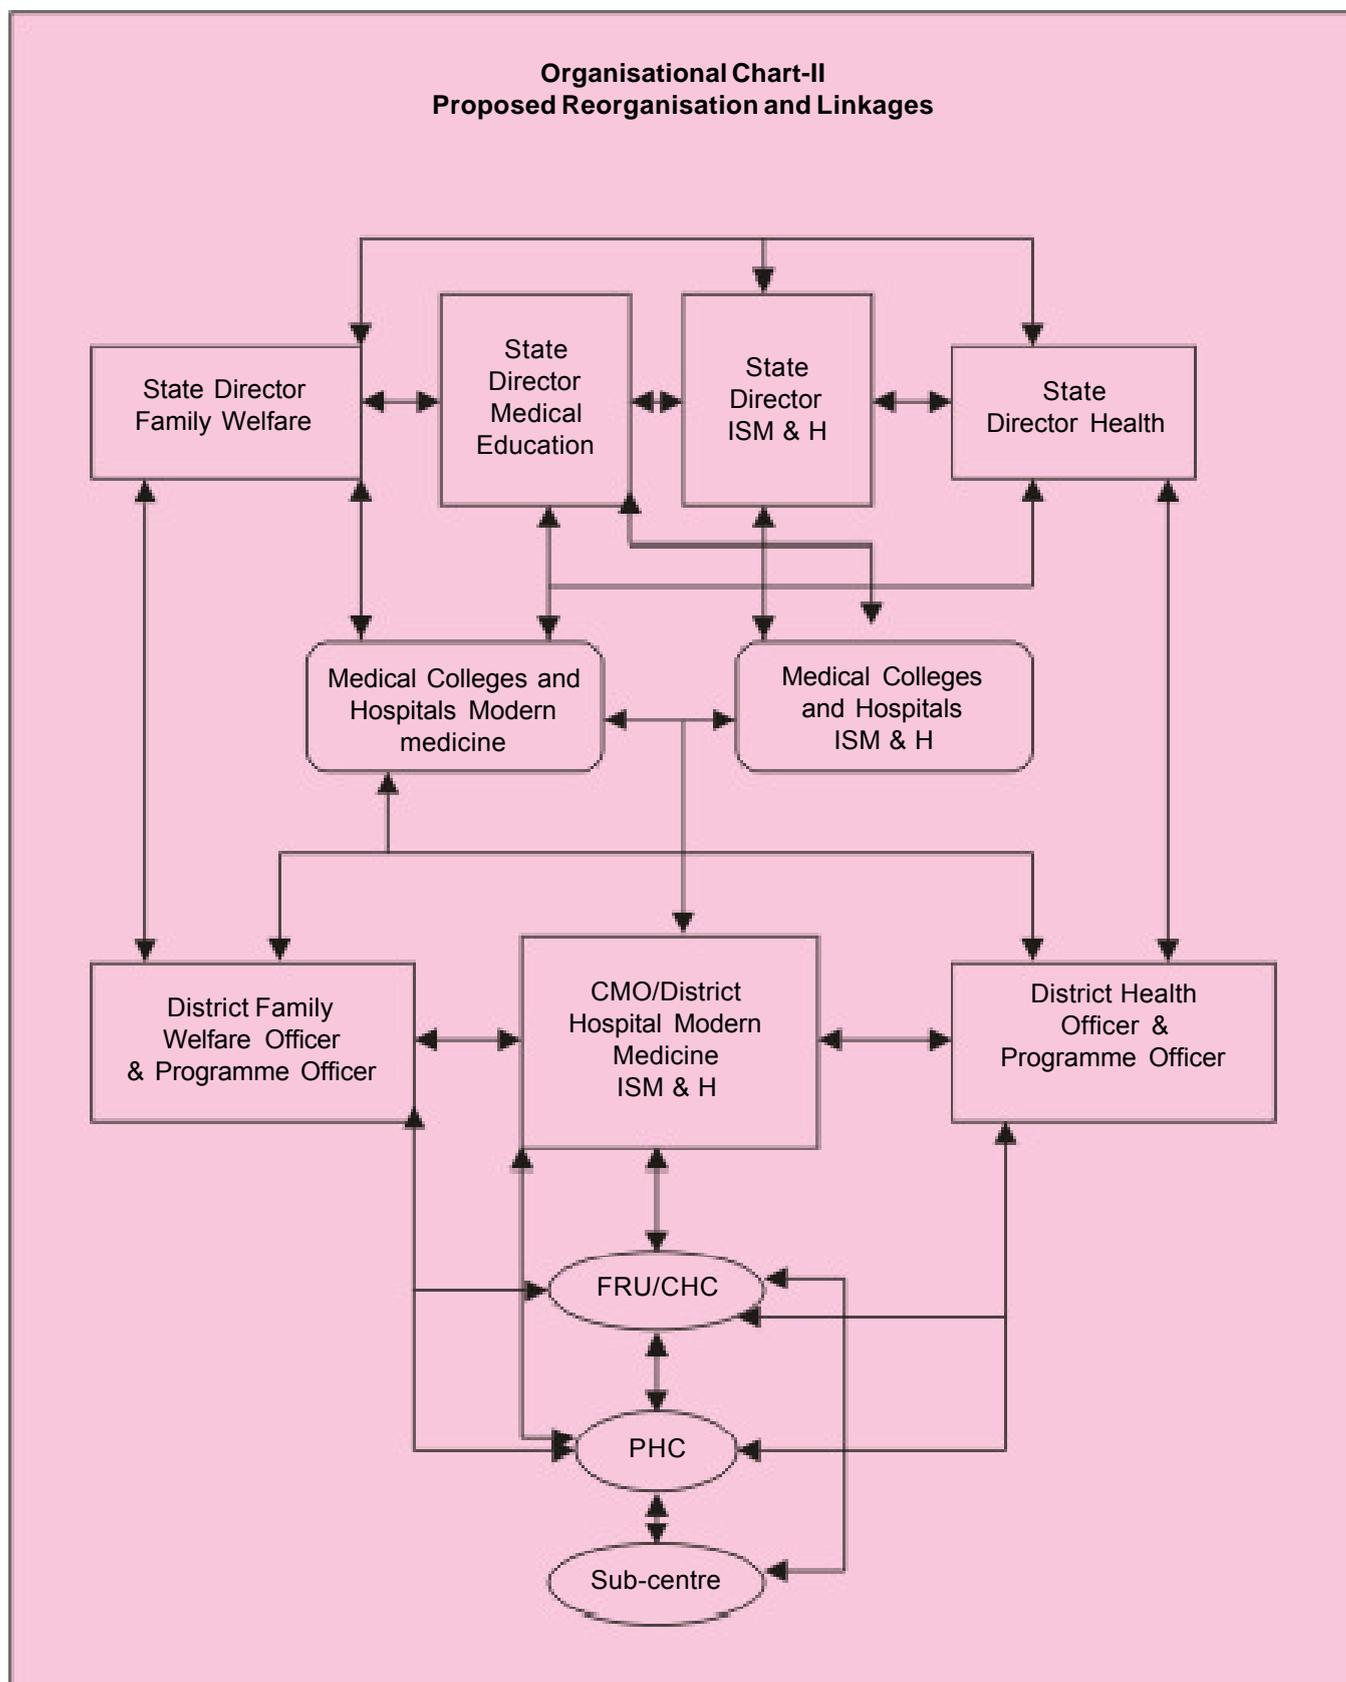 Organisational Chart-II
Proposed Reorganisation and Linkages
State Director
Family Welfare
State
Director
Medical
Education
State
Director
ISM & H
State
Director Health
Medical Colleges and
Hospitals Modern
medicine
Medical Colleges
and Hospitals
ISM & H
District Family
Welfare Officer
& Programme Officer
CMO/District
Hospital Modern
Medicine
ISM & H
District Health
Officer &
Programme Officer
FRU/CHC
PHC
Sub-centre